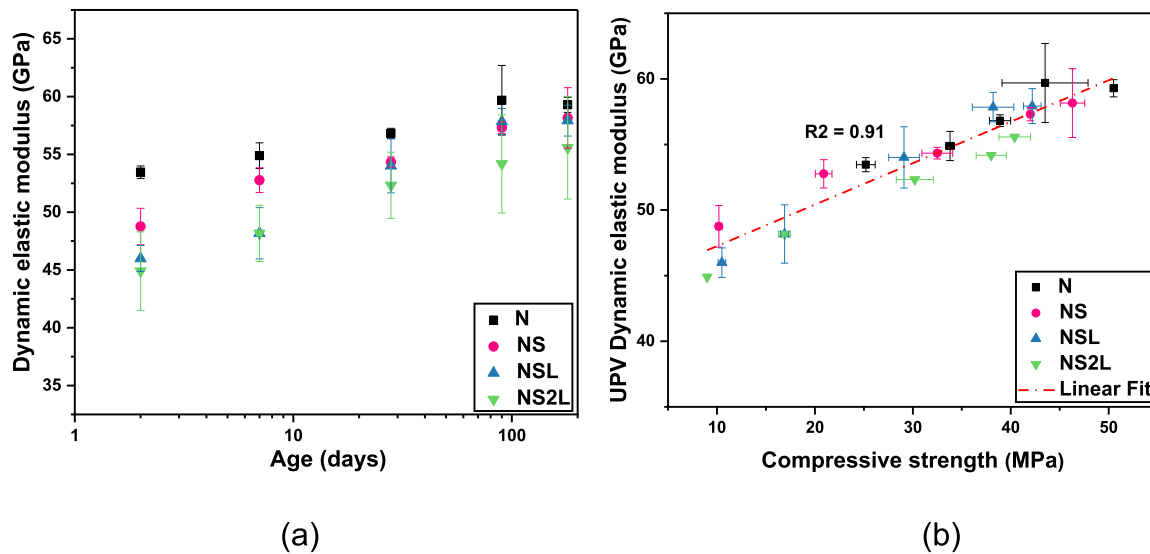 Dynamic elastic modulus (GPa)
65
60
55
50
45
40
35
1
10
100
Age (days)
N
NS
NSL
NS2L
(a)
UPV Dynamic elastic modulus (GPa)
60
50
40
10
20
30
40
50
Compressive strength (MPa)
R2 = 0.91
N
NS
NSL
NS2L
Linear Fit
(b)